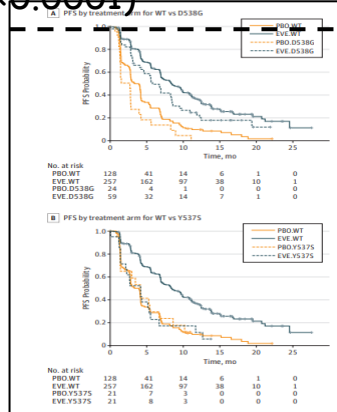 <0.0001)
A PFS by treatment arm for WT vs D538G
PBO.WT
EVE.WT
PBO.D538G
EVE.D538G
PFS Probability
1.0
0.8
0.6
0.4
0.2
0
0 5 10 15 20 25
Time, mo
No. at risk
PBO.WT 128 41 14 6 1 0
EVE.WT 257 162 97 38 10 1
PBO.D538G 24 4 1 0 0 0
EVE.D538G 59 32 14 7 1 0
B PFS by treatment arm for WT vs Y537S
PBO.WT
EVE.WT
PBO.Y537S
EVE.Y537S
PFS Probability
1.0
0.8
0.6
0.4
0.2
0
0 5 10 15 20 25
Time, mo
No. at risk
PBO.WT 128 41 14 6 1 0
EVE.WT 257 162 97 38 10 1
PBO.Y537S 21 7 3 0 0 0
EVE.Y537S 21 8 3 0 0 0